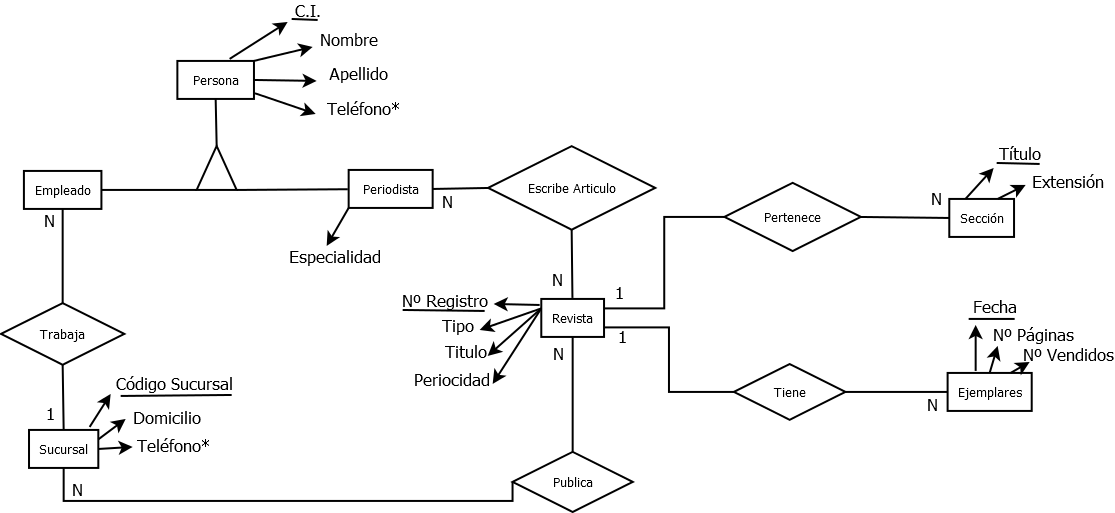 C.I.
Nombre
Persona
Apellido
Teléfono*
Empleado
Periodista
Escribe Articulo
N
N
Especialidad
Título
Extensión
N
Pertenece
Sección
N
Nº Registro
1
Tipo
Revista
1
Titulo
N
Periocidad
Fecha
Nº Páginas
Nº Vendidos
Trabaja
Tiene
Ejemplares
N
Código Sucursal
1
Domicilio
Sucursal
Teléfono*
N
Publica